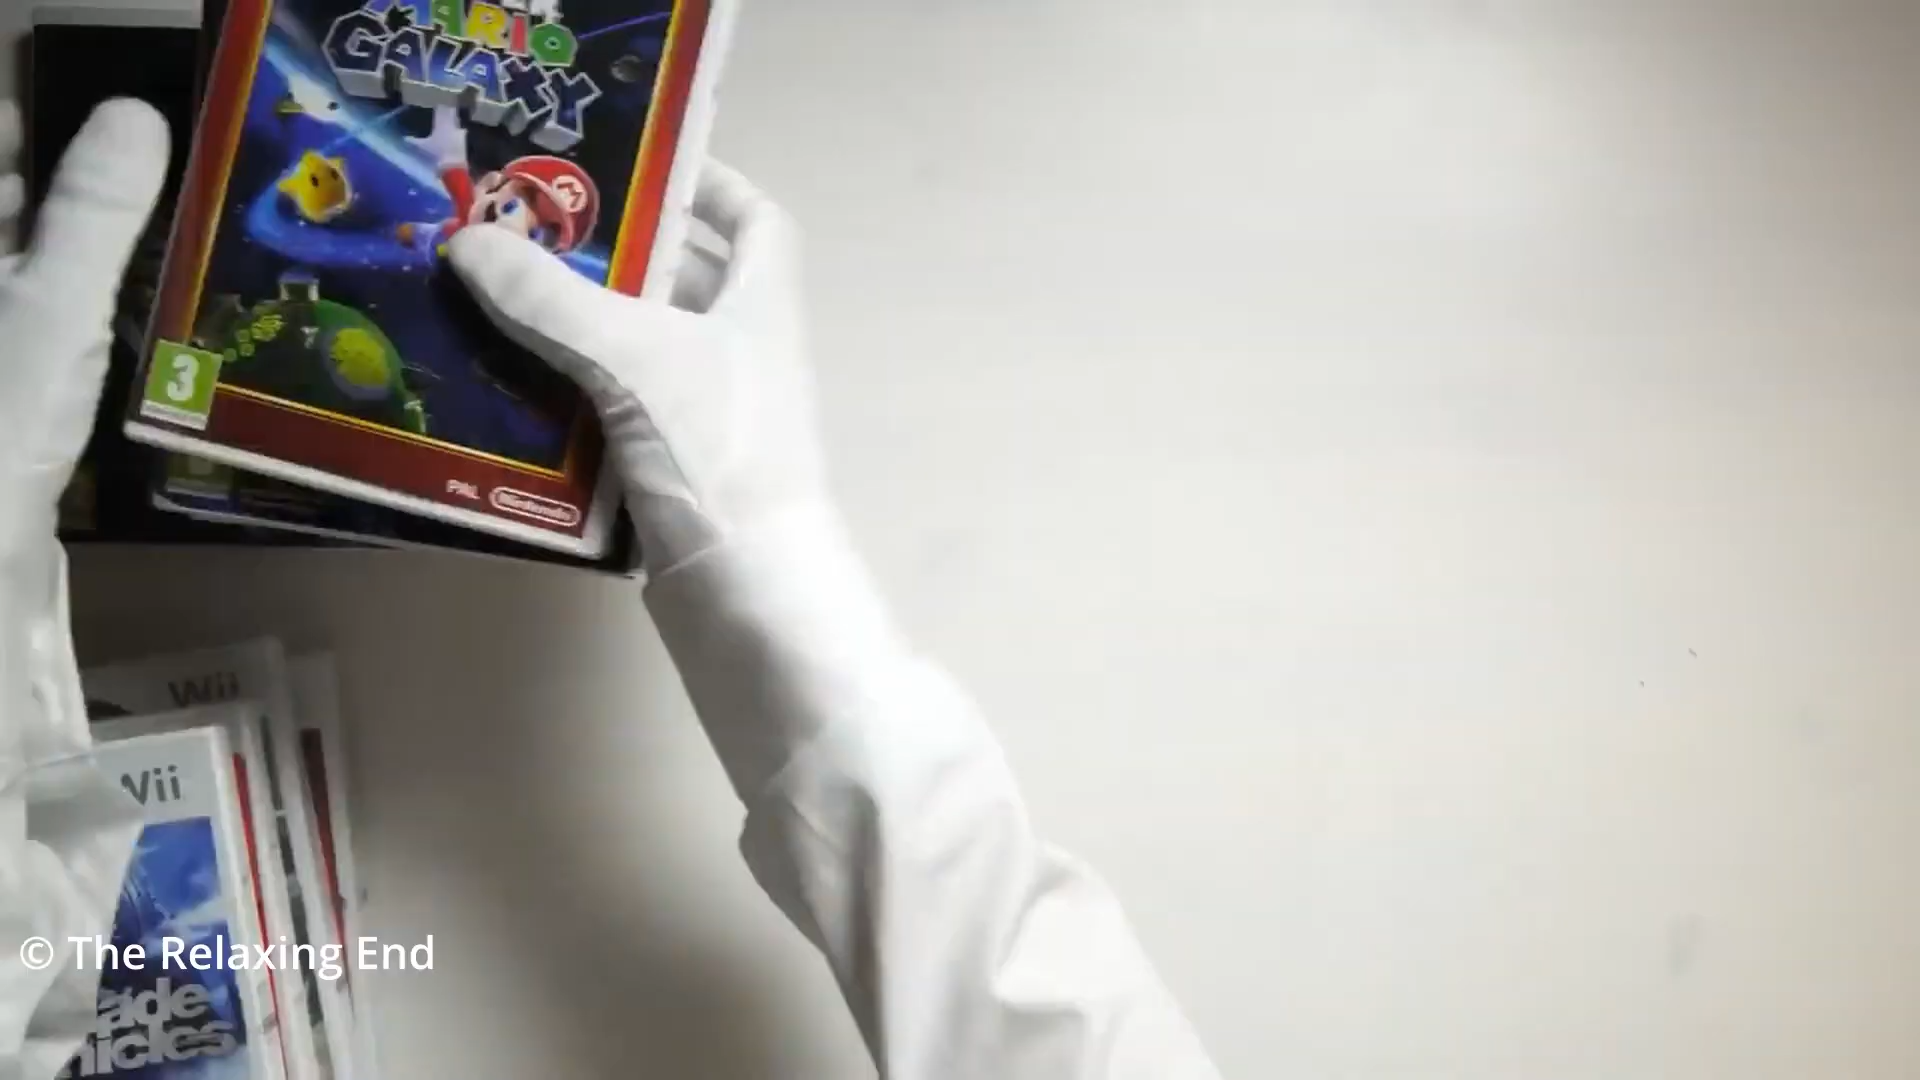 MARIO
GALAXY
M
3
PAL Nintendo
Wii
Wii
© The Relaxing End